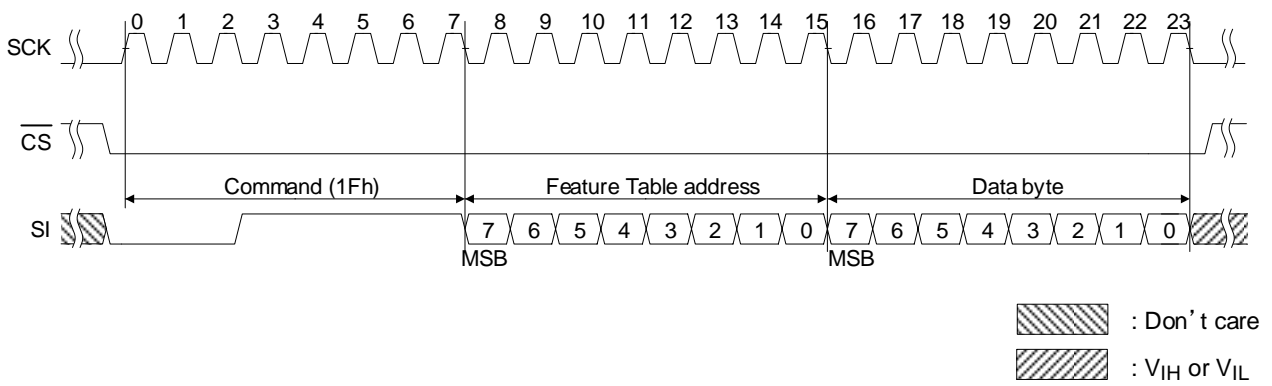 0 1 2 3 4 5 6 7 8 9 10 11 12 13 14 15 16 17 18 19 20 21 22 23
SCK
CS
Command (1Fh) Feature Table address Data byte
SI 7 6 5 4 3 2 1 0 7 6 5 4 3 2 1 0
MSB MSB
: Don't care
: VIH or VIL